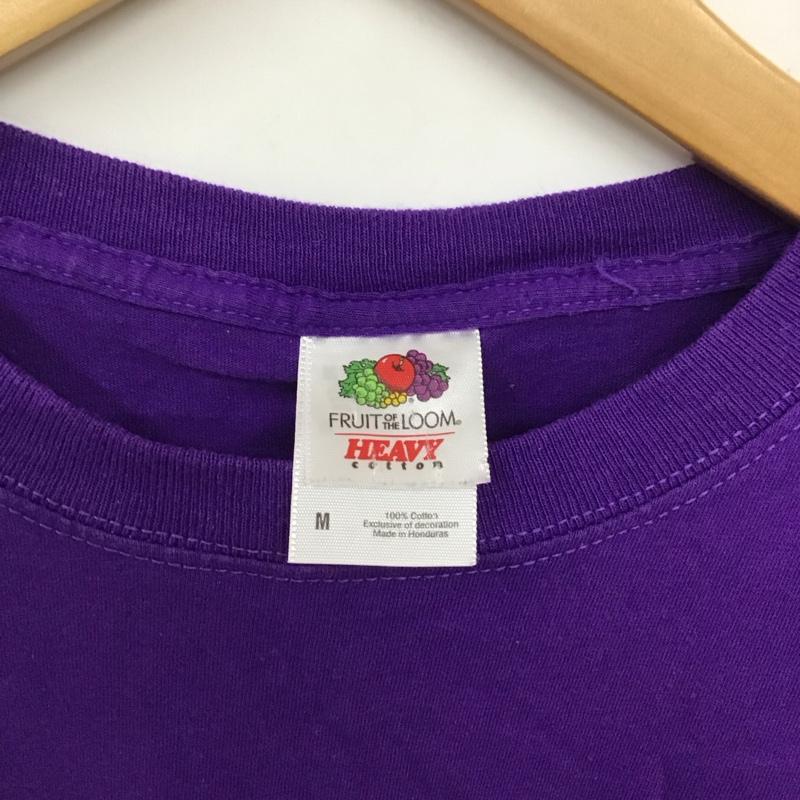 FRUIT OF THE LOOM®
HEAVY
cotton
M
100% Cotton
Exclusive of decoration
Made in Honduras